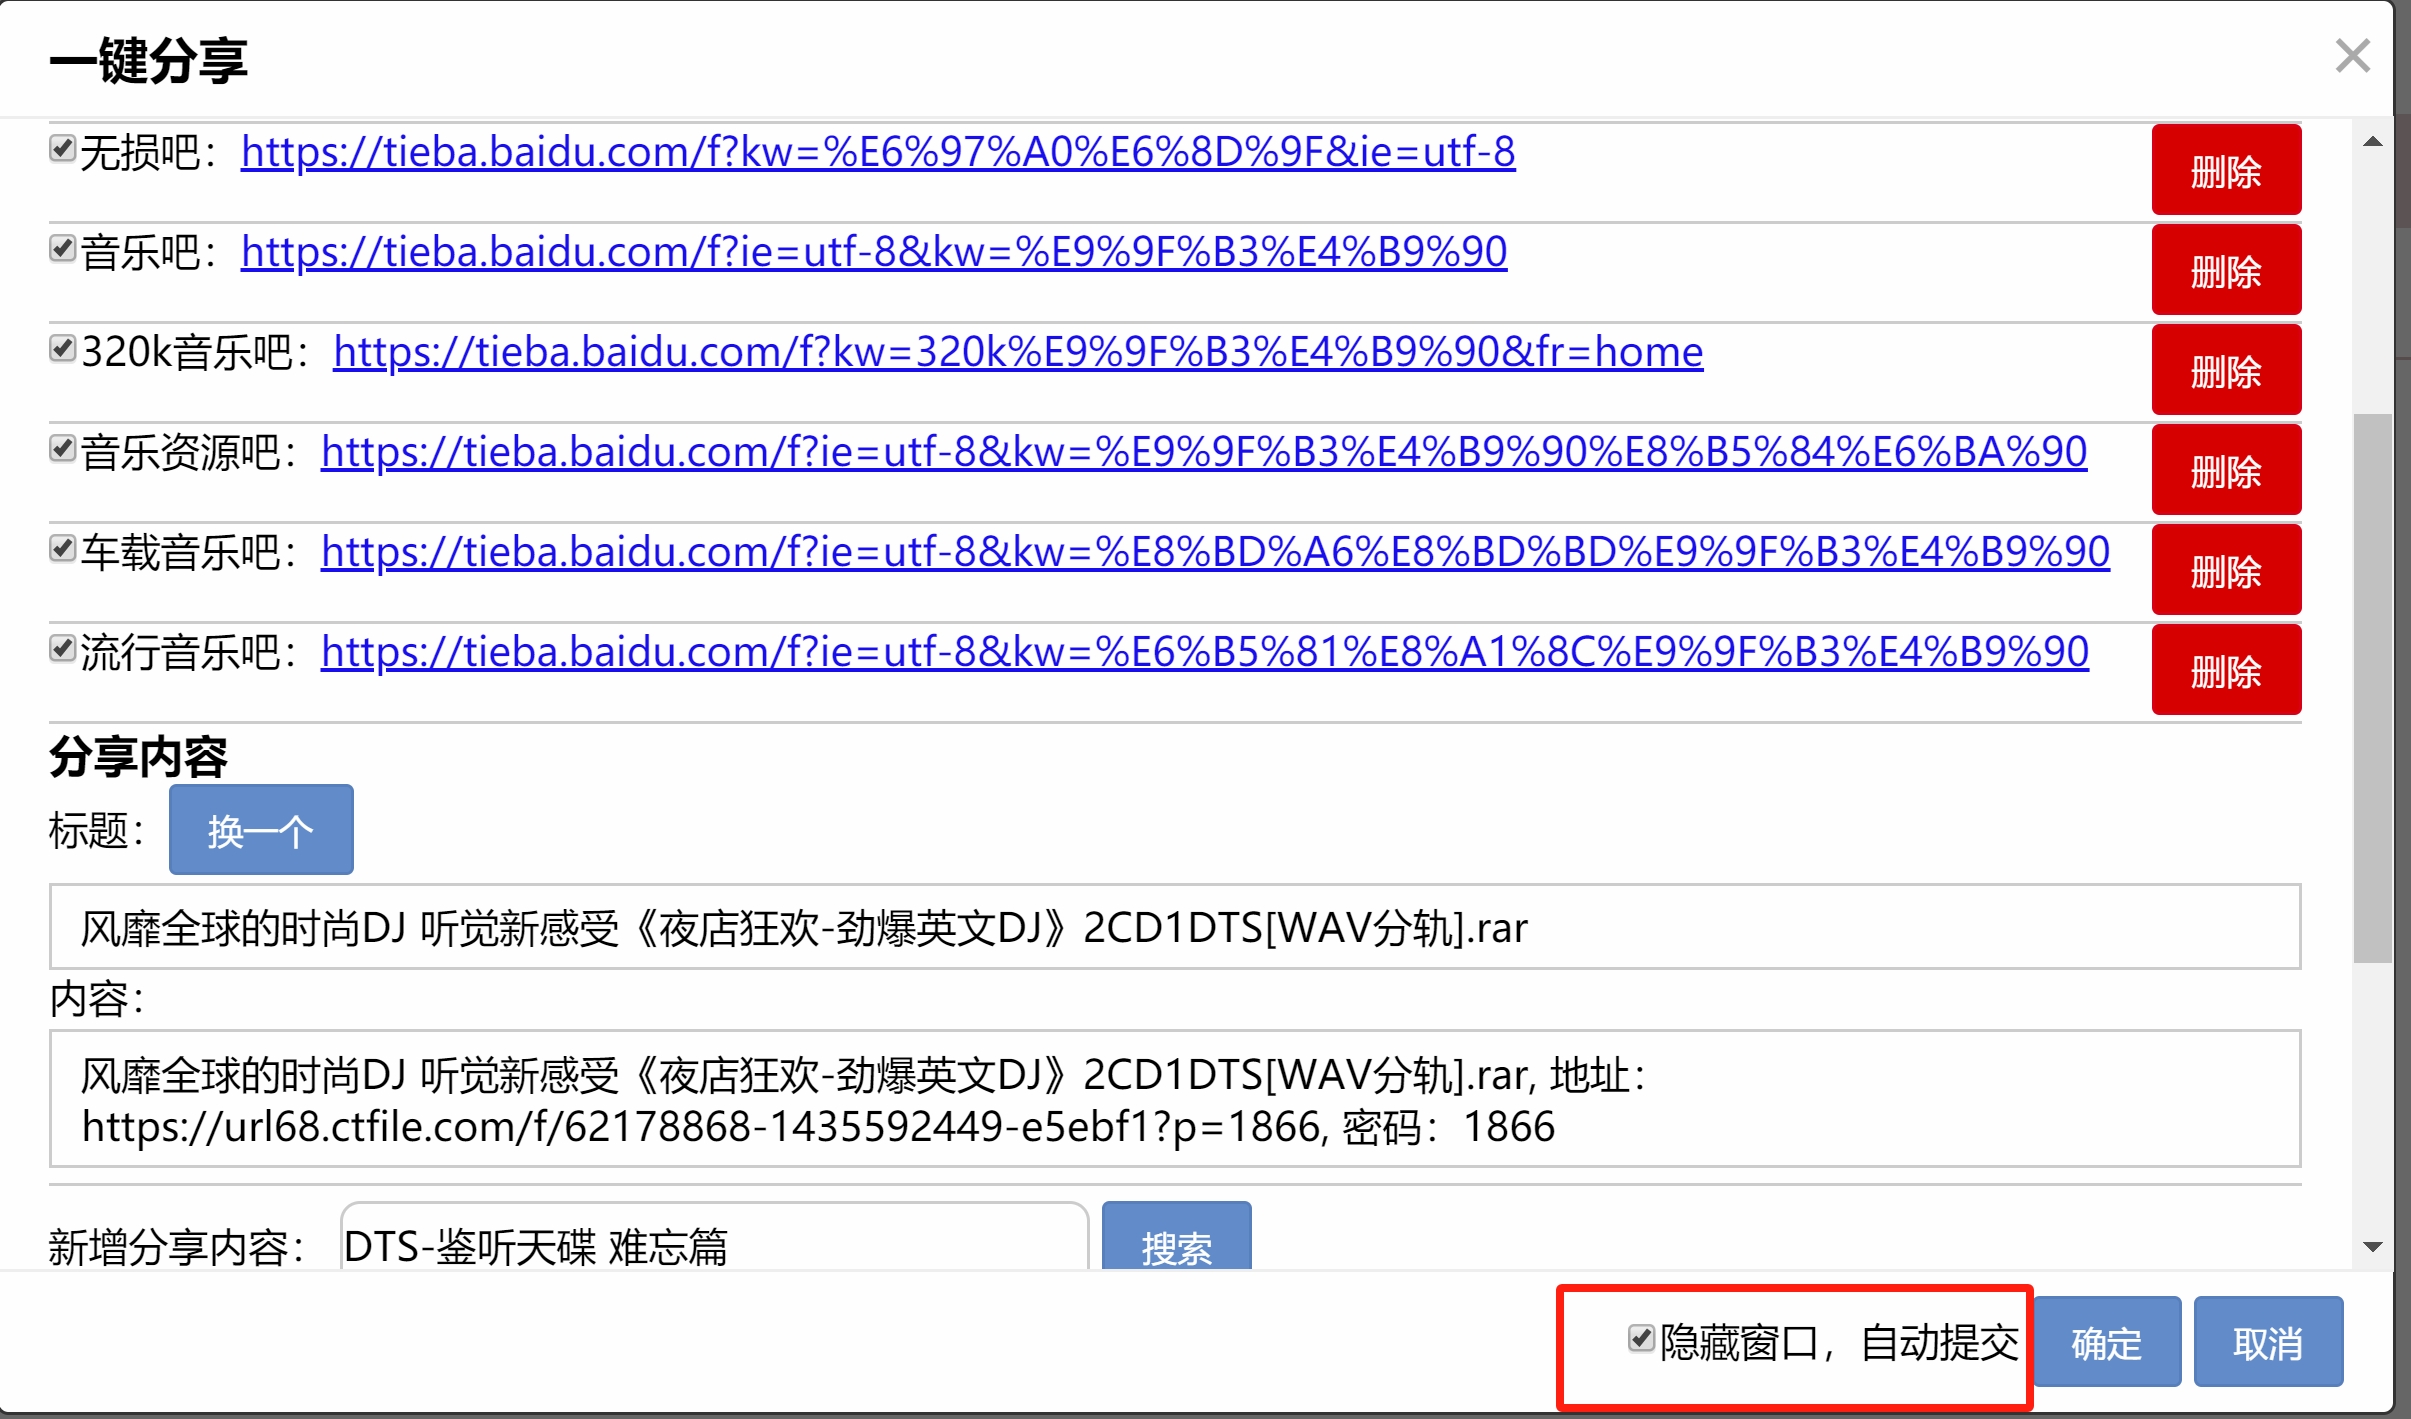 一键分享
无损吧：https://tieba.baidu.com/f?kw=%E6%97%A0%E6%8D%9F&ie=utf-8 删除
音乐吧：https://tieba.baidu.com/f?ie=utf-8&kw=%E9%9F%B3%E4%B9%90 删除
320k音乐吧：https://tieba.baidu.com/f?kw=320k%E9%9F%B3%E4%B9%90&fr=home 删除
音乐资源吧：https://tieba.baidu.com/f?ie=utf-8&kw=%E9%9F%B3%E4%B9%90%E8%B5%84%E6%BA%90 删除
车载音乐吧：https://tieba.baidu.com/f?ie=utf-8&kw=%E8%BD%A6%E8%BD%BD%E9%9F%B3%E4%B9%90 删除
流行音乐吧：https://tieba.baidu.com/f?ie=utf-8&kw=%E6%B5%81%E8%A1%8C%E9%9F%B3%E4%B9%90 删除
分享内容
标题： 换一个
风靡全球的时尚DJ 听觉新感受《夜店狂欢-劲爆英文DJ》2CD1DTS[WAV分轨].rar
内容：
风靡全球的时尚DJ 听觉新感受《夜店狂欢-劲爆英文DJ》2CD1DTS[WAV分轨].rar, 地址：
https://url68.ctfile.com/f/62178868-1435592449-e5ebf1?p=1866, 密码：1866
新增分享内容： DTS-鉴听天碟 难忘篇 搜索
隐藏窗口，自动提交 确定 取消